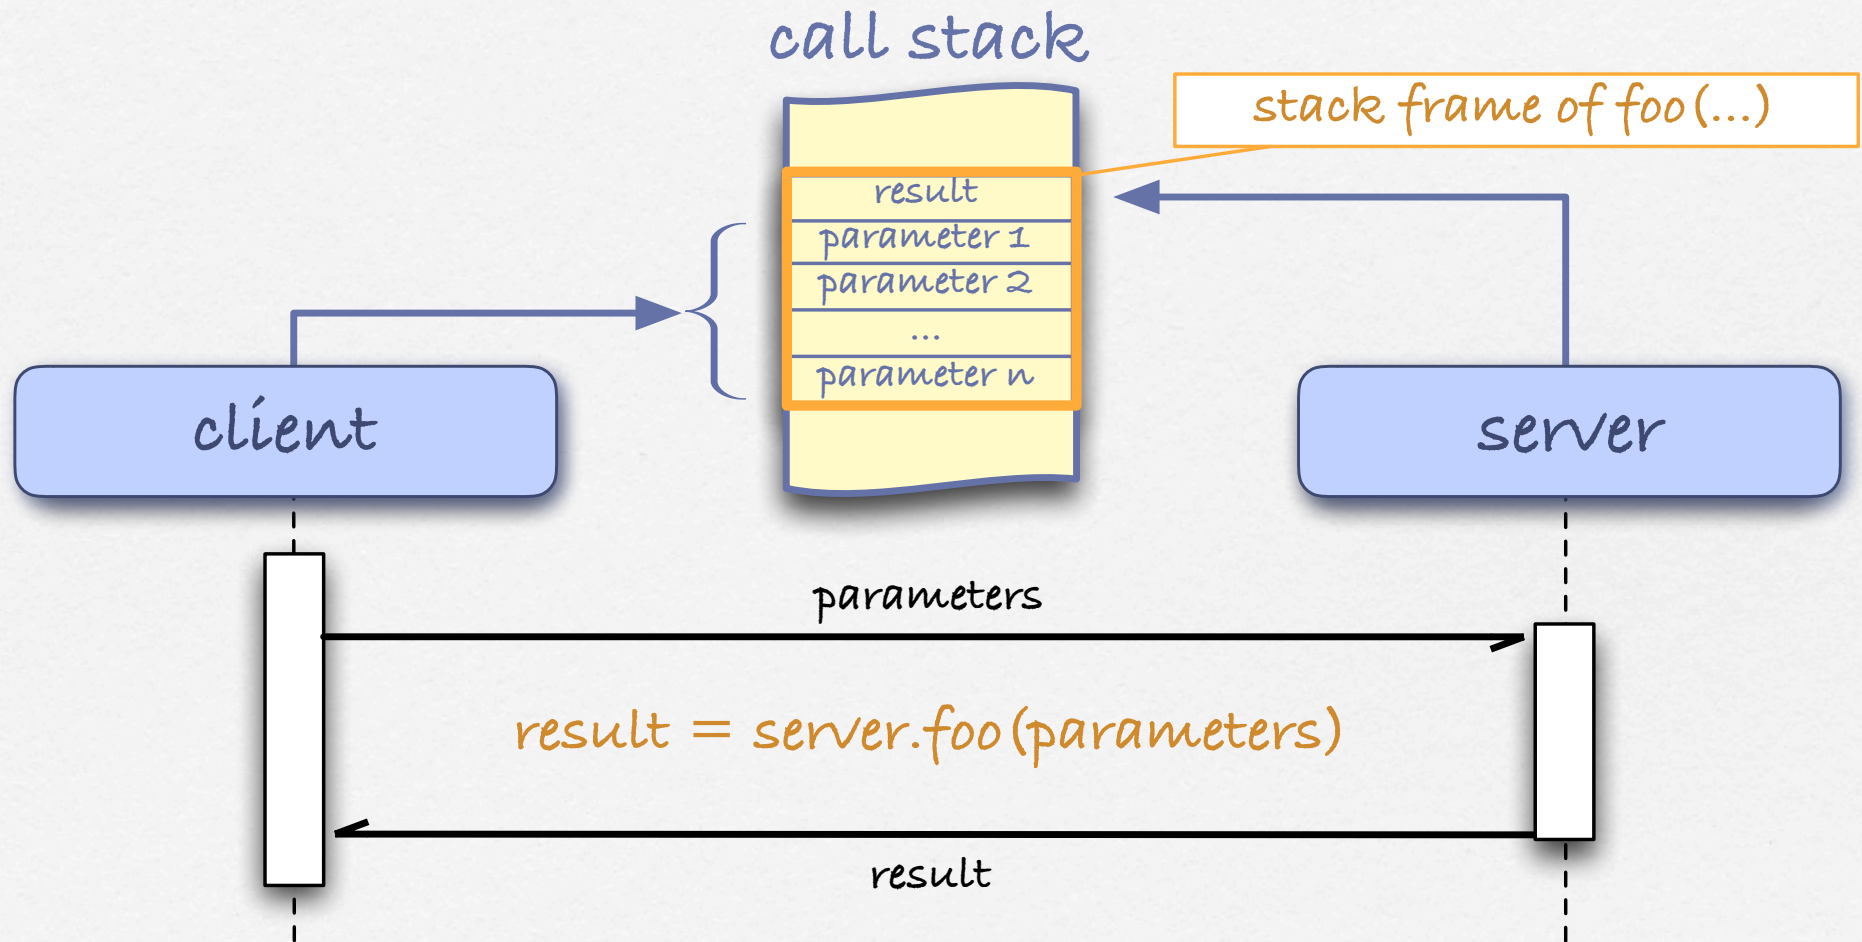 call stack
stack frame of foo(...)
result
parameter 1
parameter 2
...
parameter n
client
server
parameters
result = server.foo(parameters)
result